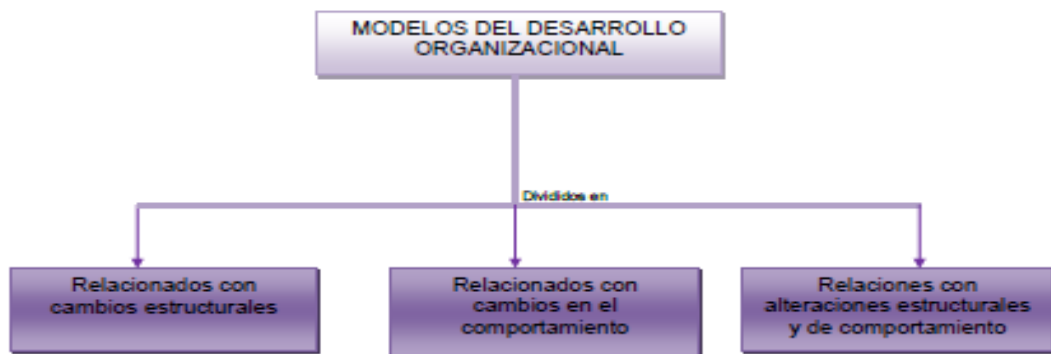 MODELOS DEL DESARROLLO
ORGANIZACIONAL
Divididos en
Relacionados con
cambios estructurales
Relacionados con
cambios en el
comportamiento
Relaciones con
alteraciones estructurales
y de comportamiento